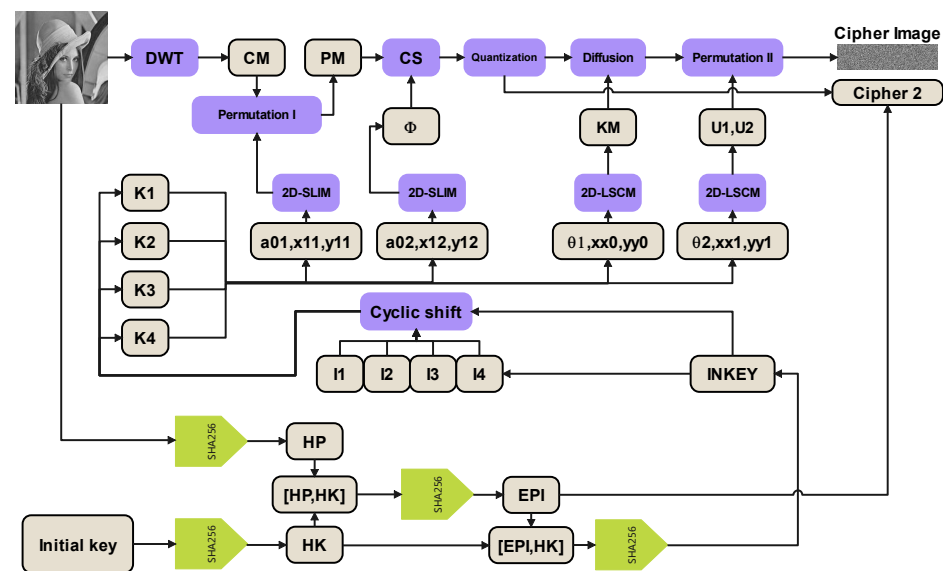 Cipher Image
DWT
CM
PM
CS
Quantization
Diffusion
Permutation II
Cipher 2
Permutation I
Φ
KM
U1,U2
K1
2D-SLIM
2D-SLIM
2D-LSCM
2D-LSCM
K2
a01,x11,y11
a02,x12,y12
θ1,xx0,yy0
θ2,xx1,yy1
K3
Cyclic shift
K4
I1
I2
I3
I4
INKEY
SHA256
HP
[HP,HK]
SHA256
EPI
Initial key
SHA256
HK
[EPI,HK]
SHA256